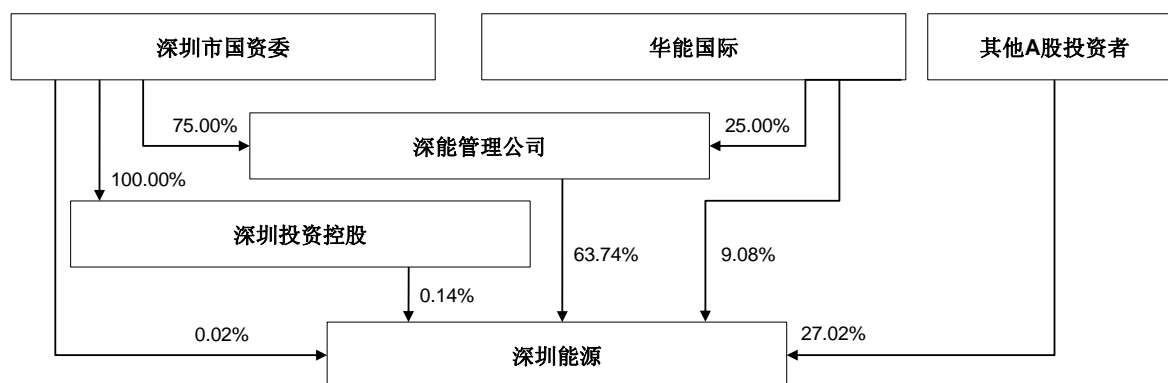 深圳市国资委
华能国际
其他A股投资者
75.00%
深能管理公司
25.00%
100.00%
深圳投资控股
63.74%
9.08%
0.14%
0.02%
深圳能源
27.02%